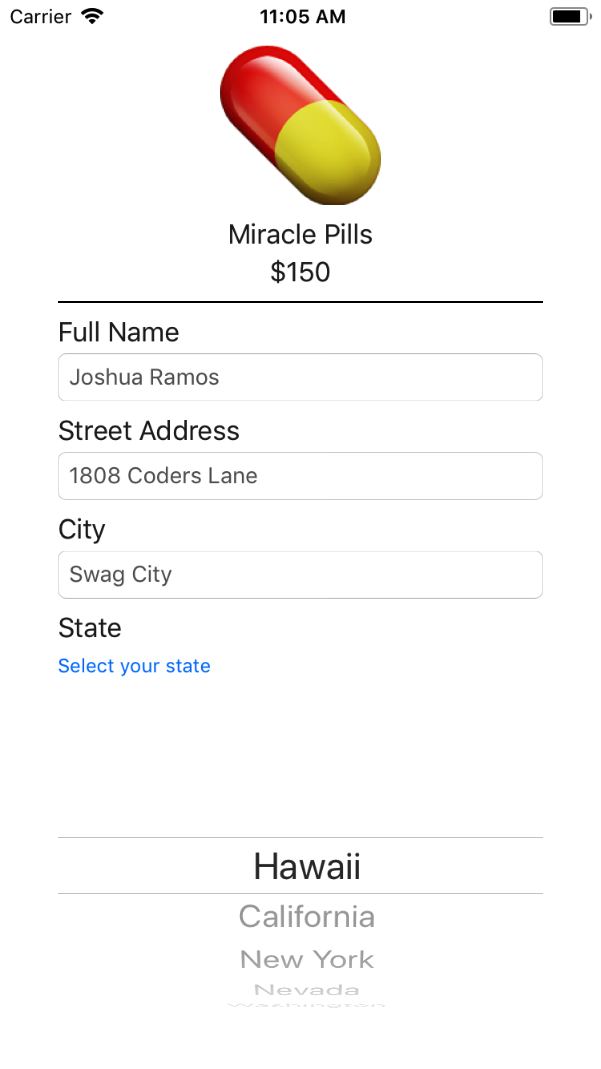 Carrier
11:05 AM
Miracle Pills
$150
Full Name
Joshua Ramos
Street Address
1808 Coders Lane
City
Swag City
State
Select your state
Hawaii
California
New York
Nevada
Washington